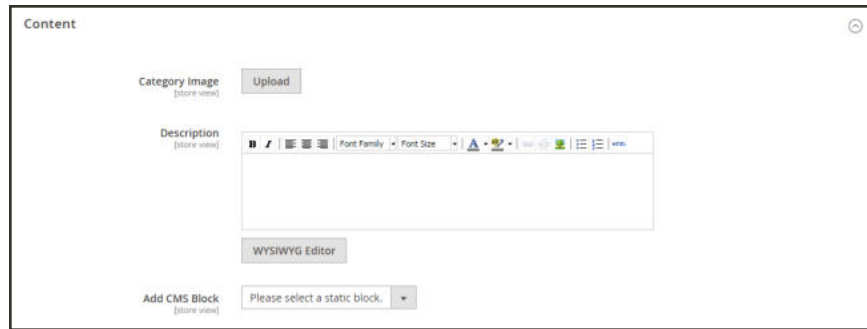 Content
Category Image
[store view]
Upload
Description
[store view]
B I Font Family Font Size A HTML
WYSIWYG Editor
Add CMS Block
[store view]
Please select a static block.